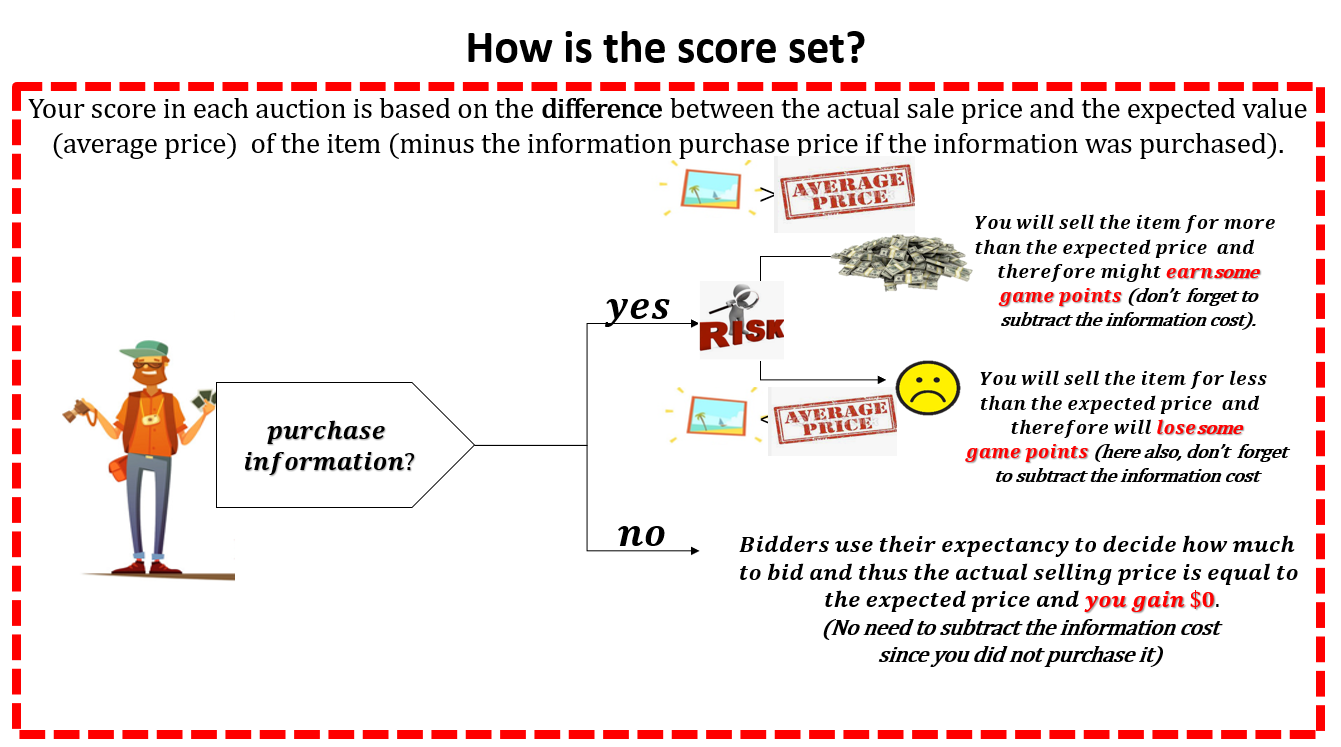 How is the score set?
Your score in each auction is based on the difference between the actual sale price and the expected value
(average price)  of the item (minus the information purchase price if the information was purchased).
>
AVERAGE
PRICE
You will sell the item for more
than the expected price and
therefore might earn some
game points (don't forget to
subtract the information cost).
yes
RISK
purchase
information?
<
AVERAGE
PRICE
You will sell the item for less
than the expected price and
therefore will lose some
game points (here also, don't forget
to subtract the information cost
no
Bidders use their expectancy to decide how much
to bid and thus the actual selling price is equal to
the expected price and you gain $0.
(No need to subtract the information cost
since you did not purchase it)